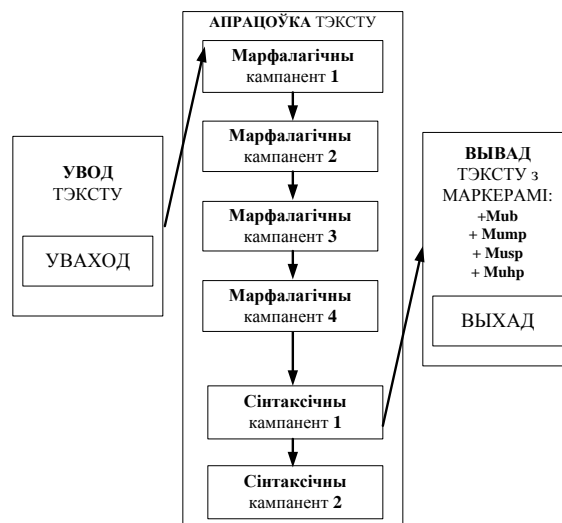 УВОД
ТЭКСТУ
УВАХОД
АПРАЦОЎКА ТЭКСТУ
Марфалагічны
кампанент 1
Марфалагічны
кампанент 2
Марфалагічны
кампанент 3
Марфалагічны
кампанент 4
Сінтаксічны
кампанент 1
Сінтаксічны
кампанент 2
ВЫВАД
ТЭКСТУ з
МАРКЕРАМІ:
+Mub
+ Mump
+ Musp
+ Muhp
ВЫХАД